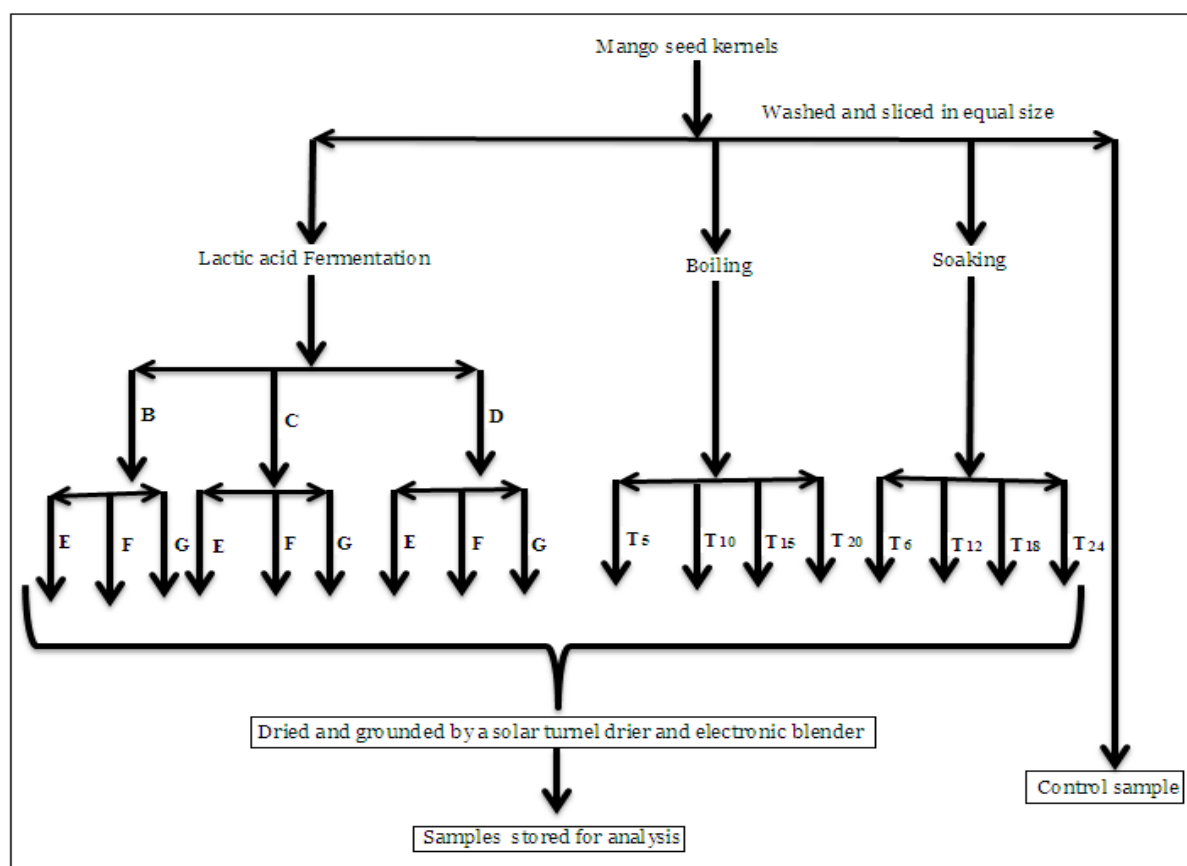 Mango seed kernels
Washed and sliced in equal size
Lactic acid Fermentation
Boiling
Soaking
B
C
D
E
F
G
E
F
G
E
F
G
T5
T10
T15
T20
T6
T12
T18
T24
Dried and grounded by a solar turnel drier and electronic blender
Control sample
Samples stored for analysis